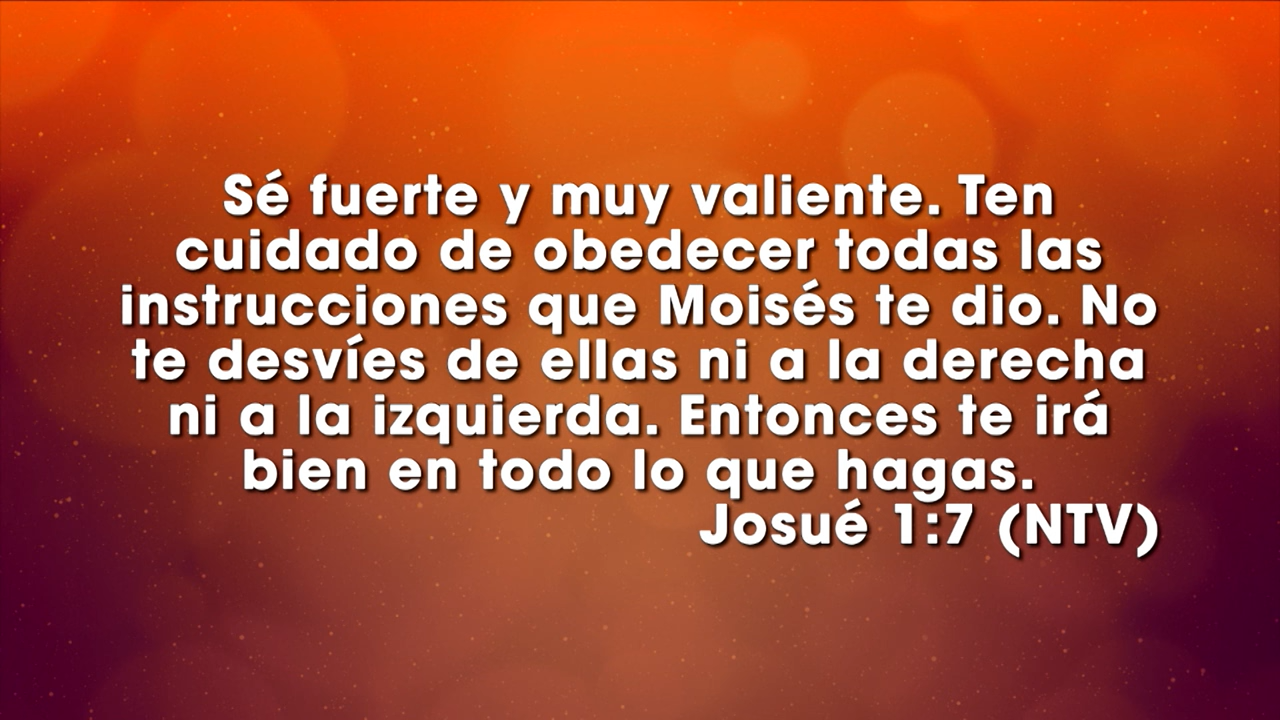 Sé fuerte y muy valiente. Ten
cuidado de obedecer todas las
instrucciones que Moisés te dio. No
te desvíes de ellas ni a la derecha
ni a la izquierda. Entonces te irá
bien en todo lo que hagas.
Josué 1:7 (NTV)